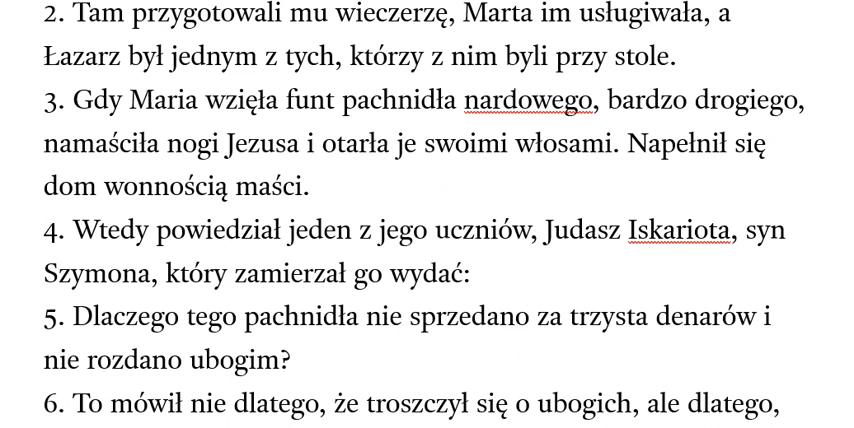 2. Tam przygotowali mu wieczerzę, Marta im usługiwała, a
Łazarz był jednym z tych, którzy z nim byli przy stole.
3. Gdy Maria wzięła funt pachnidła nardowego, bardzo drogiego,
namaściła nogi Jezusa i otarła je swoimi włosami. Napełnił się
dom wonnością maści.
4. Wtedy powiedział jeden z jego uczniów, Judasz Iskariota, syn
Szymona, który zamierzał go wydać:
5. Dlaczego tego pachnidła nie sprzedano za trzysta denarów i
nie rozdano ubogim?
6. To mówił nie dlatego, że troszczył się o ubogich, ale dlatego,